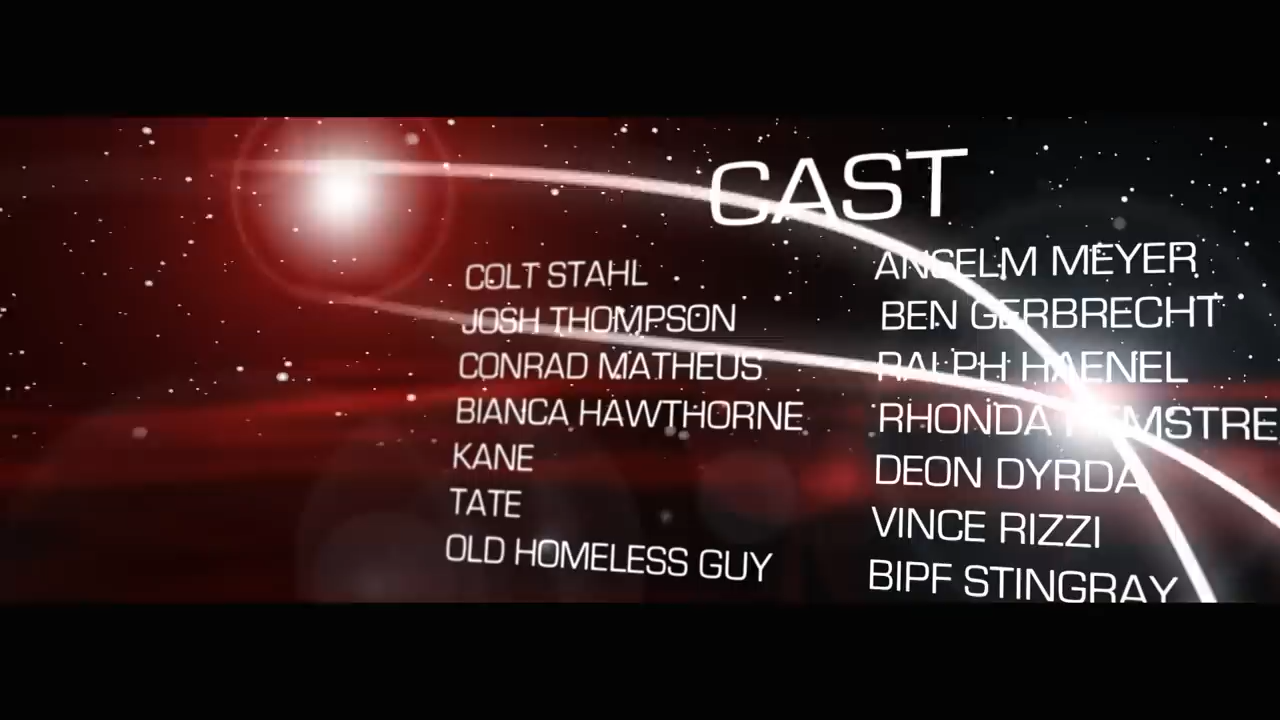 CAST
COLT STAHL ANSELM MEYER
JOSH THOMPSON BEN GERBRECHT
CONRAD MATHEUS RALPH HAENEL
BIANCA HAWTHORNE RHONDA
KANE DEON DYRDA
TATE VINCE RIZZI
OLD HOMELESS GUY BIPF STINGRAY